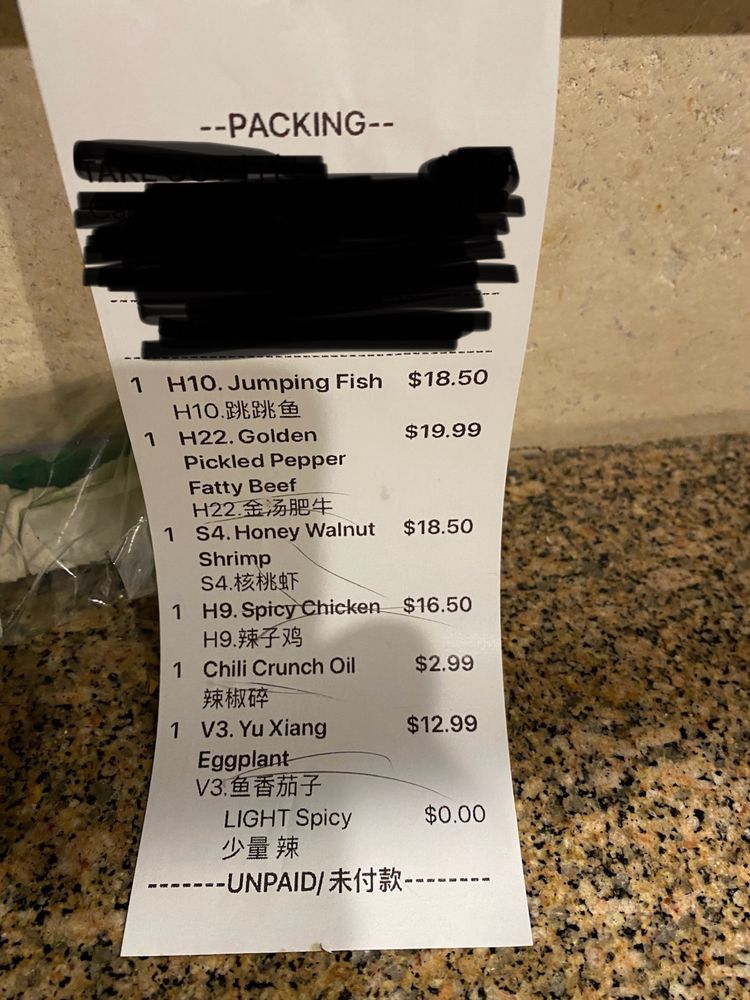 --PACKING--
TAKE
1 H10. Jumping Fish $18.50
H10.跳跳鱼
1 H22. Golden $19.99
Pickled Pepper
Fatty Beef
H22.金汤肥牛
1 S4. Honey Walnut $18.50
Shrimp
S4.核桃虾
1 H9. Spicy Chicken $16.50
H9.辣子鸡
1 Chili Crunch Oil $2.99
辣椒碎
1 V3. Yu Xiang $12.99
Eggplant
V3.鱼香茄子
LIGHT Spicy $0.00
少量 辣
-------UNPAID/ 未付款--------